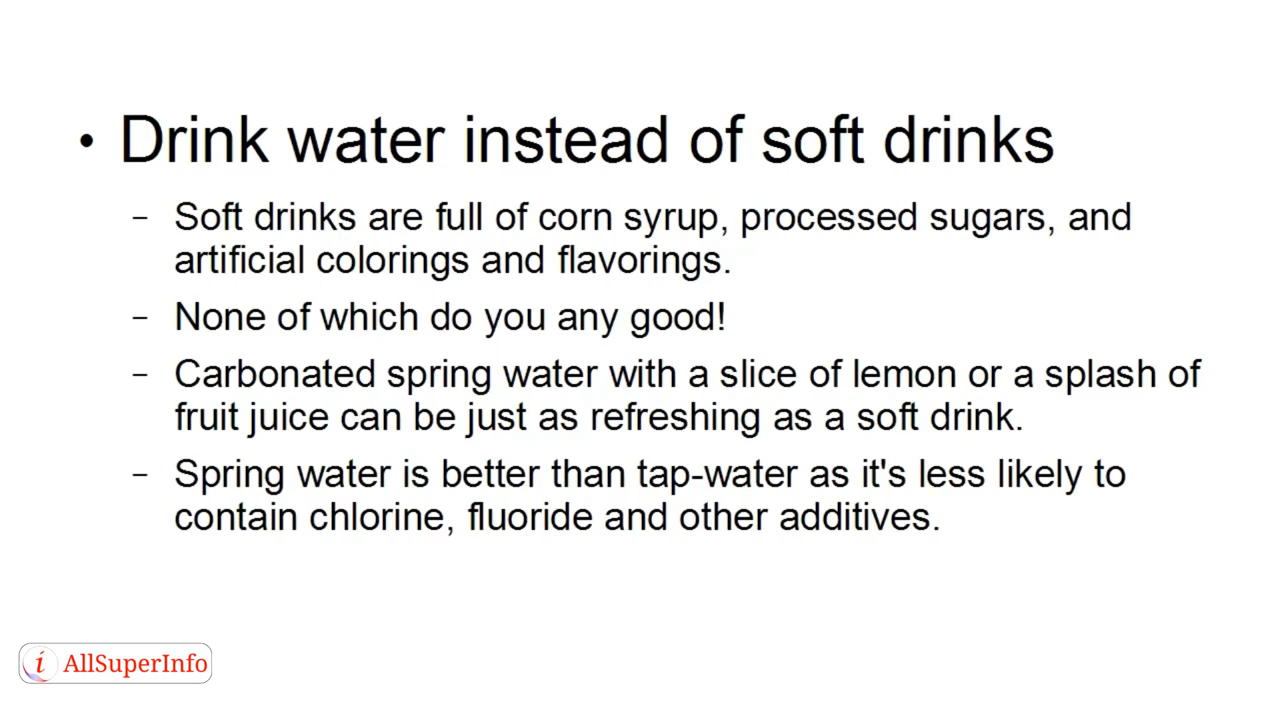 • Drink water instead of soft drinks
– Soft drinks are full of corn syrup, processed sugars, and
artificial colorings and flavorings.
– None of which do you any good!
– Carbonated spring water with a slice of lemon or a splash of
fruit juice can be just as refreshing as a soft drink.
– Spring water is better than tap-water as it's less likely to
contain chlorine, fluoride and other additives.
i AllSuperInfo